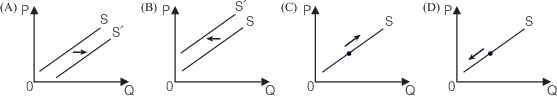 (A) P S S′ 0 Q
(B) P S′ S 0 Q
(C) P S 0 Q
(D) P S 0 Q